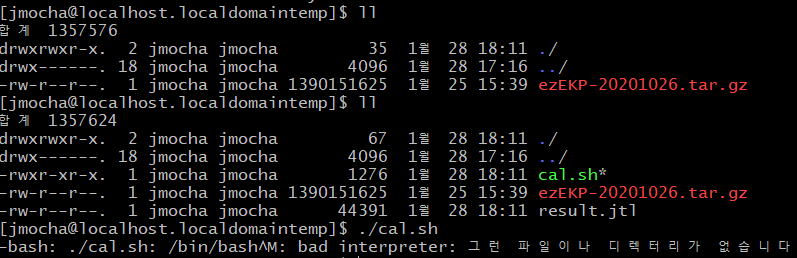 [jmocha@localhost.localdomaintemp]$ ll
합계 1357576
drwxrwxr-x.  2 jmocha jmocha         35  1월 28 18:11 ./
drwx------. 18 jmocha jmocha       4096  1월 28 17:16 ../
-rw-r--r--.  1 jmocha jmocha 1390151625  1월 25 15:39 ezEKP-20201026.tar.gz
[jmocha@localhost.localdomaintemp]$ ll
합계 1357624
drwxrwxr-x.  2 jmocha jmocha         67  1월 28 18:11 ./
drwx------. 18 jmocha jmocha       4096  1월 28 17:16 ../
-rwxr-xr-x.  1 jmocha jmocha       1276  1월 28 18:11 cal.sh*
-rw-r--r--.  1 jmocha jmocha 1390151625  1월 25 15:39 ezEKP-20201026.tar.gz
-rw-r--r--.  1 jmocha jmocha      44391  1월 28 18:11 result.jtl
[jmocha@localhost.localdomaintemp]$ ./cal.sh
-bash: ./cal.sh: /bin/bash^M: bad interpreter: 그런 파일이나 디렉터리가 없습니다